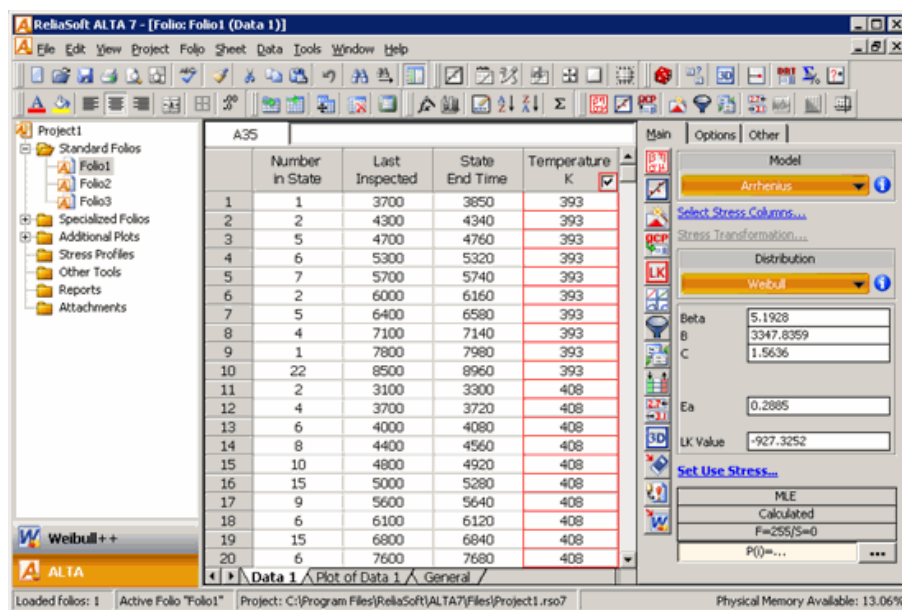 ReliaSoft ALTA 7 - [Folio: Folio1 (Data 1)]
File Edit View Project Folio Sheet Data Tools Window Help
Project1
Standard Folios
Folio1
Folio2
Folio3
Specialized Folios
Additional Plots
Stress Profiles
Other Tools
Reports
Attachments
Weibull++
ALTA
A35
Number in State Last Inspected State End Time Temperature K
1 1 3700 3850 393
2 2 4300 4340 393
3 5 4700 4760 393
4 6 5300 5320 393
5 7 5700 5740 393
6 2 6000 6160 393
7 5 6400 6580 393
8 4 7100 7140 393
9 1 7800 7980 393
10 22 8500 8960 393
11 2 3100 3300 408
12 4 3700 3720 408
13 6 4000 4080 408
14 8 4400 4560 408
15 10 4800 4920 408
16 15 5000 5280 408
17 9 5600 5640 408
18 6 6100 6120 408
19 15 6800 6840 408
20 6 7600 7680 408
Data 1 Plot of Data 1 General
Main Options Other
Model
Arrhenius
Select Stress Columns...
Stress Transformation...
Distribution
Weibull
Beta 5.1928
B 3347.8359
C 1.5636
Ea 0.2885
LK Value -927.3252
Set Use Stress...
MLE
Calculated
F=255/S=0
P(i)=... ...
QCP
LK
3D
Loaded folios: 1 Active Folio "Folio1" Project: C:\Program Files\ReliaSoft\ALTA7\Files\Project1.rso7 Physical Memory Available: 13.06%